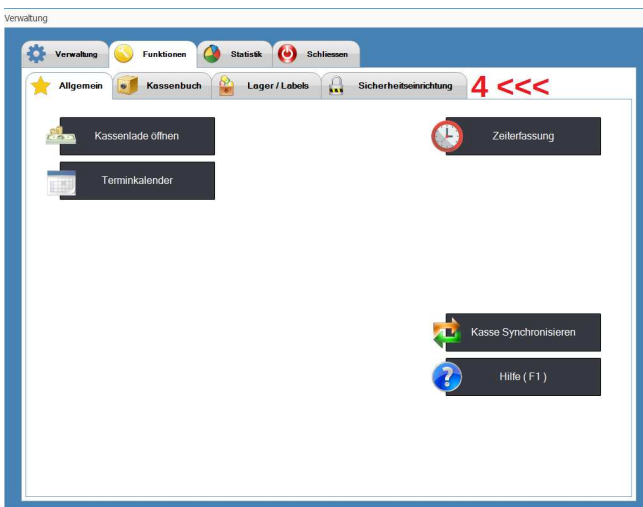 Verwaltung
Verwaltung Funktionen Statistik Schliessen
Allgemein Kassenbuch Lager / Labels Sicherheitseinrichtung 4 <<<
Kassenlade öffnen Zeiterfassung
Terminkalender
Kasse Synchronisieren
Hilfe ( F1 )